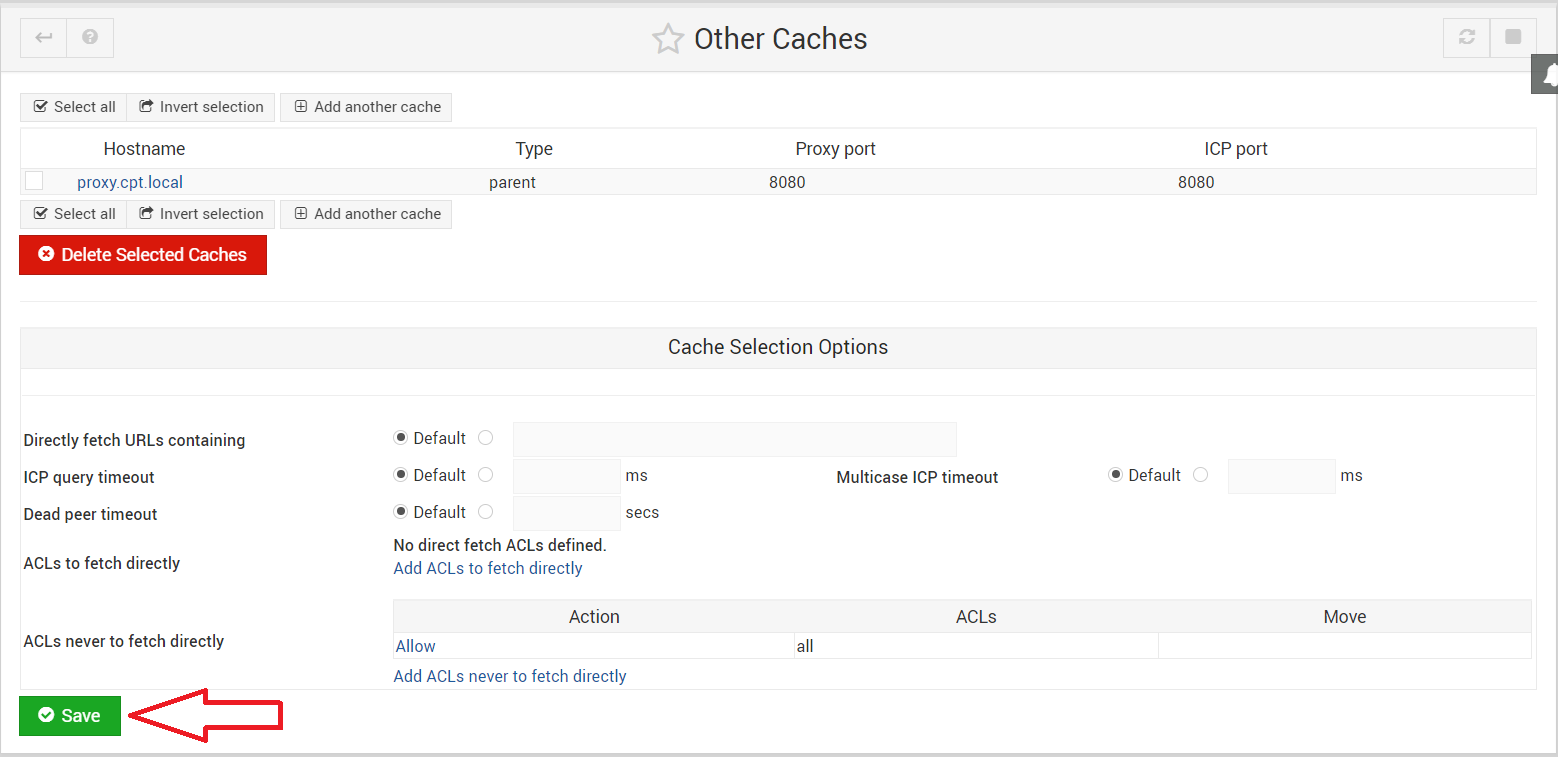 Other Caches
Select all Invert selection Add another cache
Hostname Type Proxy port ICP port
proxy.cpt.local parent 8080 8080
Select all Invert selection Add another cache
Delete Selected Caches
Cache Selection Options
Directly fetch URLs containing Default
ICP query timeout Default ms Multicase ICP timeout Default ms
Dead peer timeout Default secs
ACLs to fetch directly No direct fetch ACLs defined.
Add ACLs to fetch directly
ACLs never to fetch directly Action ACLs Move
Allow all
Add ACLs never to fetch directly
Save